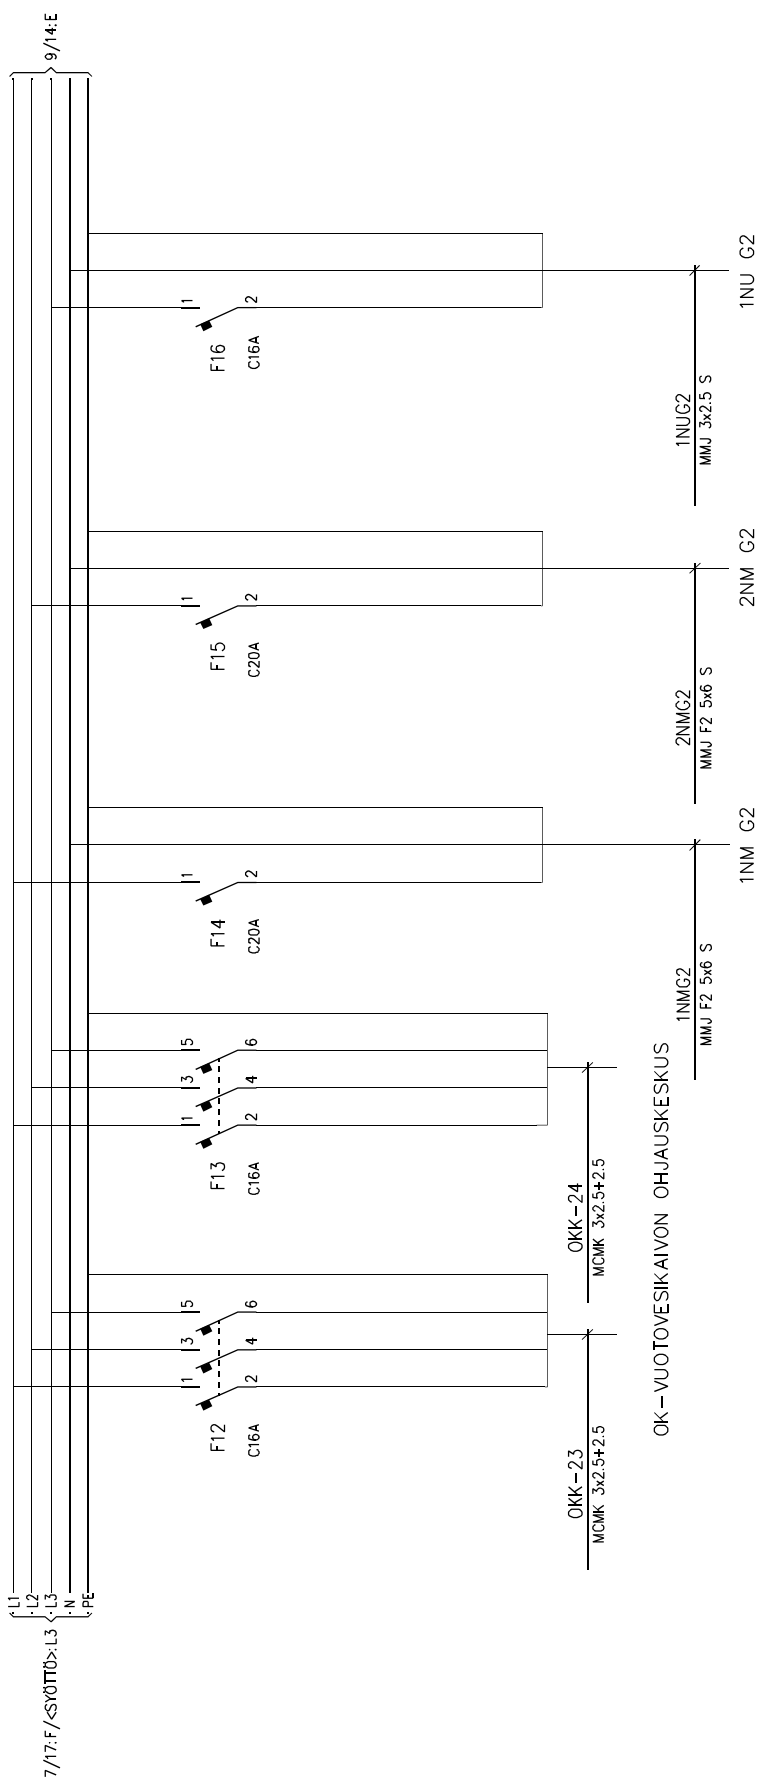 7/17:F/<SYÖTTÖ>:L3
L1
L2
L3
N
PE
9/14:E
1
3
5
2
4
6
F12
C16A
OKK-23
MCMK 3x2.5+2.5
1
3
5
2
4
6
F13
C16A
OKK-24
MCMK 3x2.5+2.5
OK-VUOTOVESIKAIVON OHJAUSKESKUS
1
2
F14
C20A
1NMG2
MMJ F2 5x6 S
1NM G2
1
2
F15
C20A
2NMG2
MMJ F2 5x6 S
2NM G2
1
2
F16
C16A
1NUG2
MMJ 3x2.5 S
1NU G2